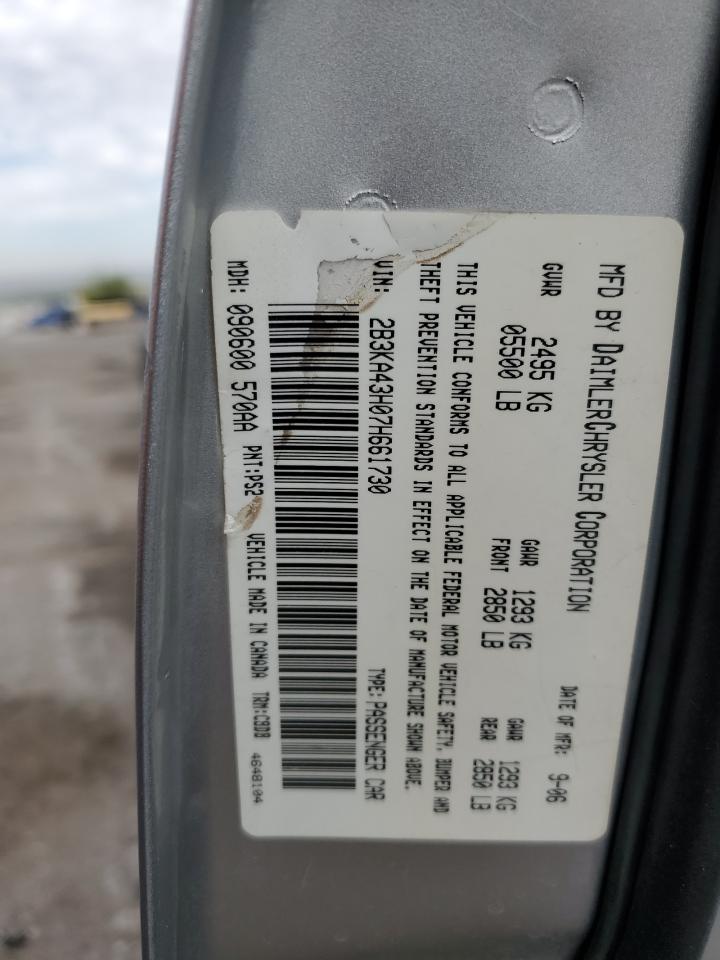 MFD BY DAIMLERCHRYSLER CORPORATION
DATE OF MFR: 9-06
GVWR 2495 KG 05500 LB
GAWR FRONT 1293 KG 2850 LB
GAWR REAR 1293 KG 2850 LB
THIS VEHICLE CONFORMS TO ALL APPLICABLE FEDERAL MOTOR VEHICLE SAFETY, BUMPER AND
THEFT PREVENTION STANDARDS IN EFFECT ON THE DATE OF MANUFACTURE SHOWN ABOVE.
VIN: 2B3KA43H07H661730 TYPE: PASSENGER CAR
MDH: 090600 570AA PNT:PS2 VEHICLE MADE IN CANADA TRM:CBDB
4648104